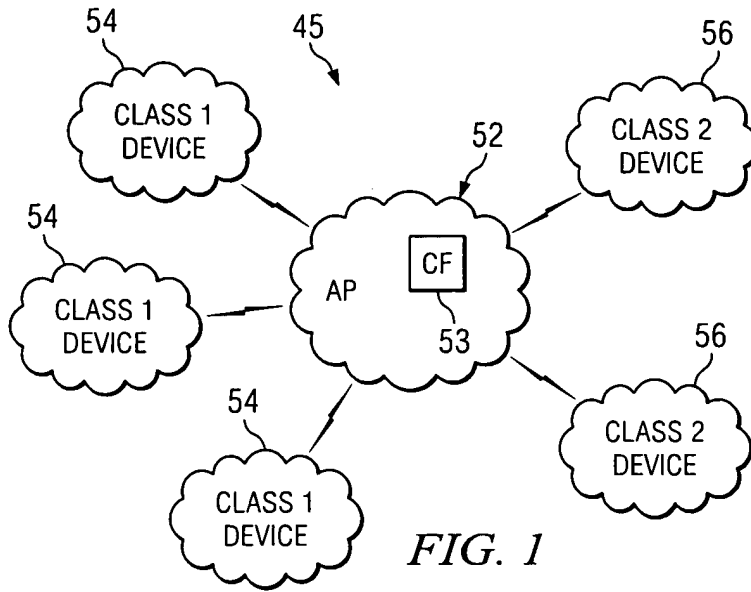 54
45
56
CLASS 1
DEVICE
CLASS 2
DEVICE
52
54
CF
AP
53
CLASS 1
DEVICE
56
54
CLASS 2
DEVICE
CLASS 1
DEVICE
FIG. 1